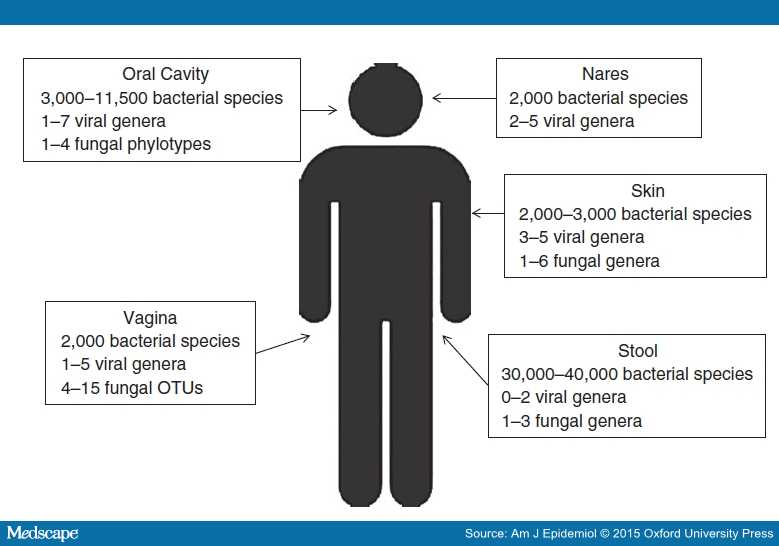 Oral Cavity
3,000–11,500 bacterial species
1–7 viral genera
1–4 fungal phylotypes
Nares
2,000 bacterial species
2–5 viral genera
Skin
2,000–3,000 bacterial species
3–5 viral genera
1–6 fungal genera
Vagina
2,000 bacterial species
1–5 viral genera
4–15 fungal OTUs
Stool
30,000–40,000 bacterial species
0–2 viral genera
1–3 fungal genera
Medscape
Source: Am J Epidemiol © 2015 Oxford University Press